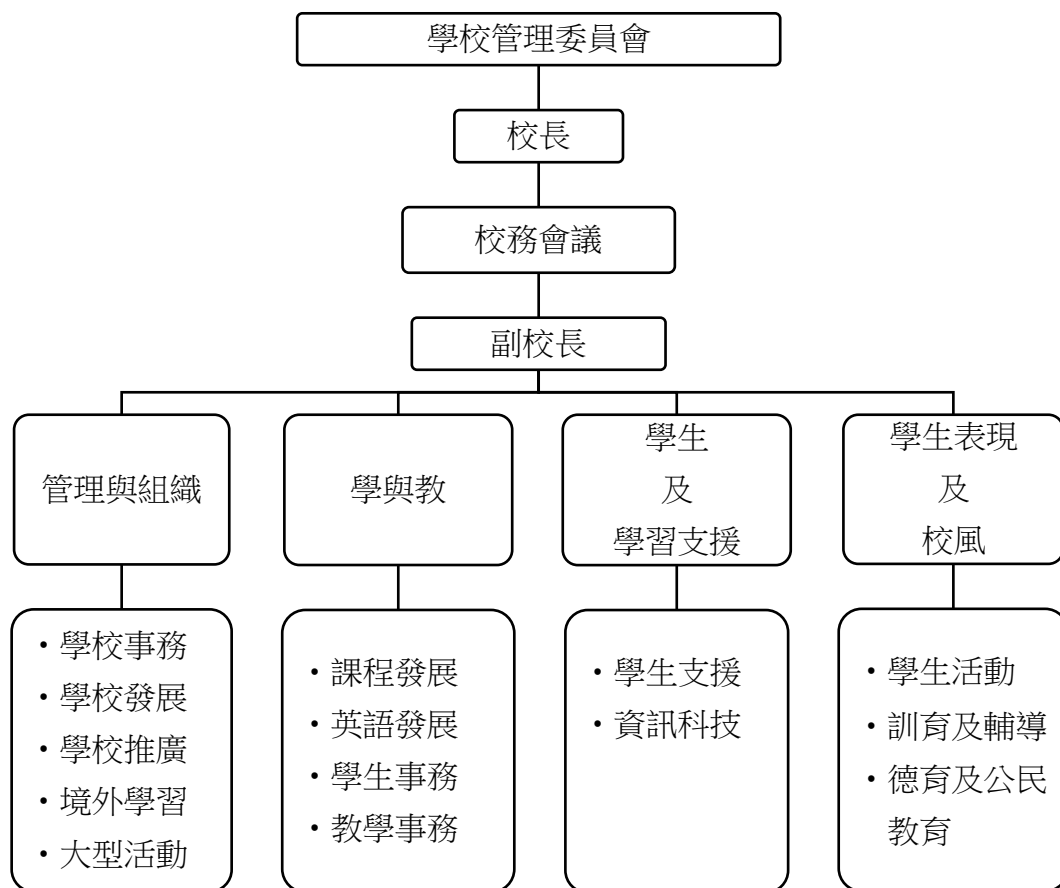 學校管理委員會
校長
校務會議
副校長
管理與組織
學與教
學生
及
學習支援
學生表現
及
校風
・學校事務
・學校發展
・學校推廣
・境外學習
・大型活動
・課程發展
・英語發展
・學生事務
・教學事務
・學生支援
・資訊科技
・學生活動
・訓育及輔導
・德育及公民
教育